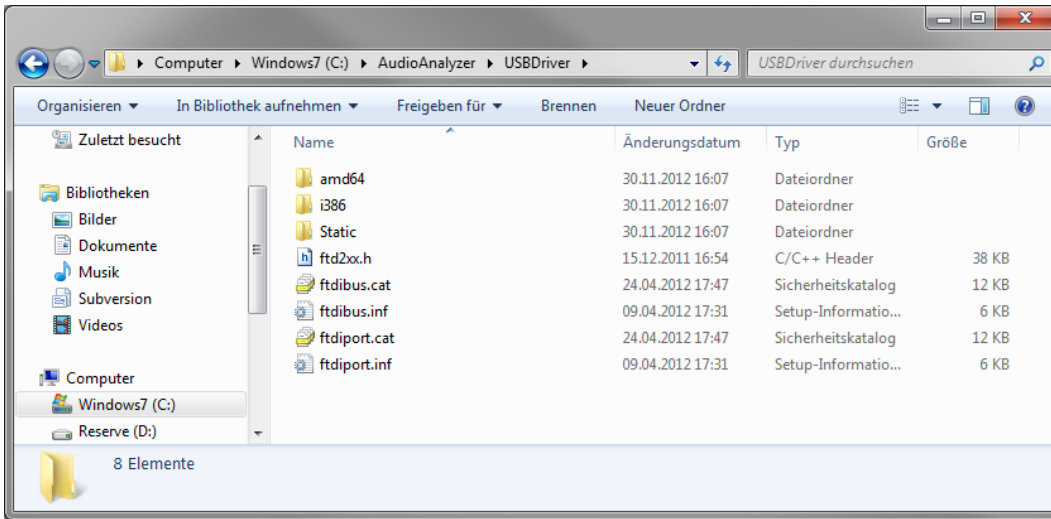 Computer Windows7 (C:) AudioAnalyzer USBDriver USBDriver durchsuchen
Organisieren In Bibliothek aufnehmen Freigeben für Brennen Neuer Ordner
Zuletzt besucht
Bibliotheken
Bilder
Dokumente
Musik
Subversion
Videos
Computer
Windows7 (C:)
Reserve (D:)
Name Änderungsdatum Typ Größe
amd64 30.11.2012 16:07 Dateiordner
i386 30.11.2012 16:07 Dateiordner
Static 30.11.2012 16:07 Dateiordner
ftd2xx.h 15.12.2011 16:54 C/C++ Header 38 KB
ftdibus.cat 24.04.2012 17:47 Sicherheitskatalog 12 KB
ftdibus.inf 09.04.2012 17:31 Setup-Informatio... 6 KB
ftdiport.cat 24.04.2012 17:47 Sicherheitskatalog 12 KB
ftdiport.inf 09.04.2012 17:31 Setup-Informatio... 6 KB
8 Elemente